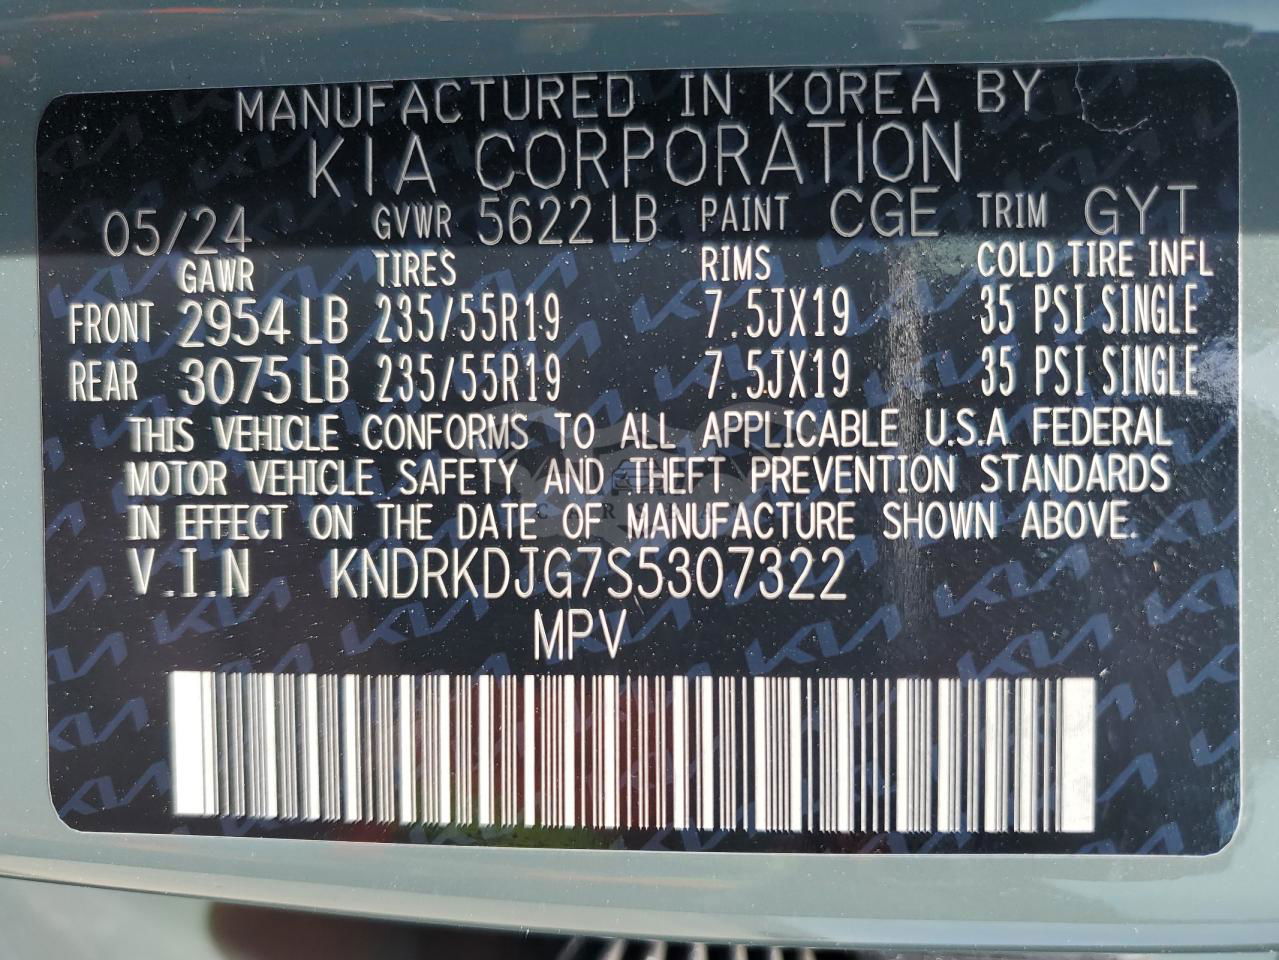 MANUFACTURED IN KOREA BY
KIA CORPORATION
05/24 GVWR 5622 LB PAINT CGE TRIM GYT
GAWR TIRES RIMS COLD TIRE INFL
FRONT 2954 LB 235/55R19 7.5JX19 35 PSI SINGLE
REAR 3075 LB 235/55R19 7.5JX19 35 PSI SINGLE
THIS VEHICLE CONFORMS TO ALL APPLICABLE U.S.A FEDERAL
MOTOR VEHICLE SAFETY AND THEFT PREVENTION STANDARDS
IN EFFECT ON THE DATE OF MANUFACTURE SHOWN ABOVE.
V.I.N KNDRKDJG7S5307322
MPV